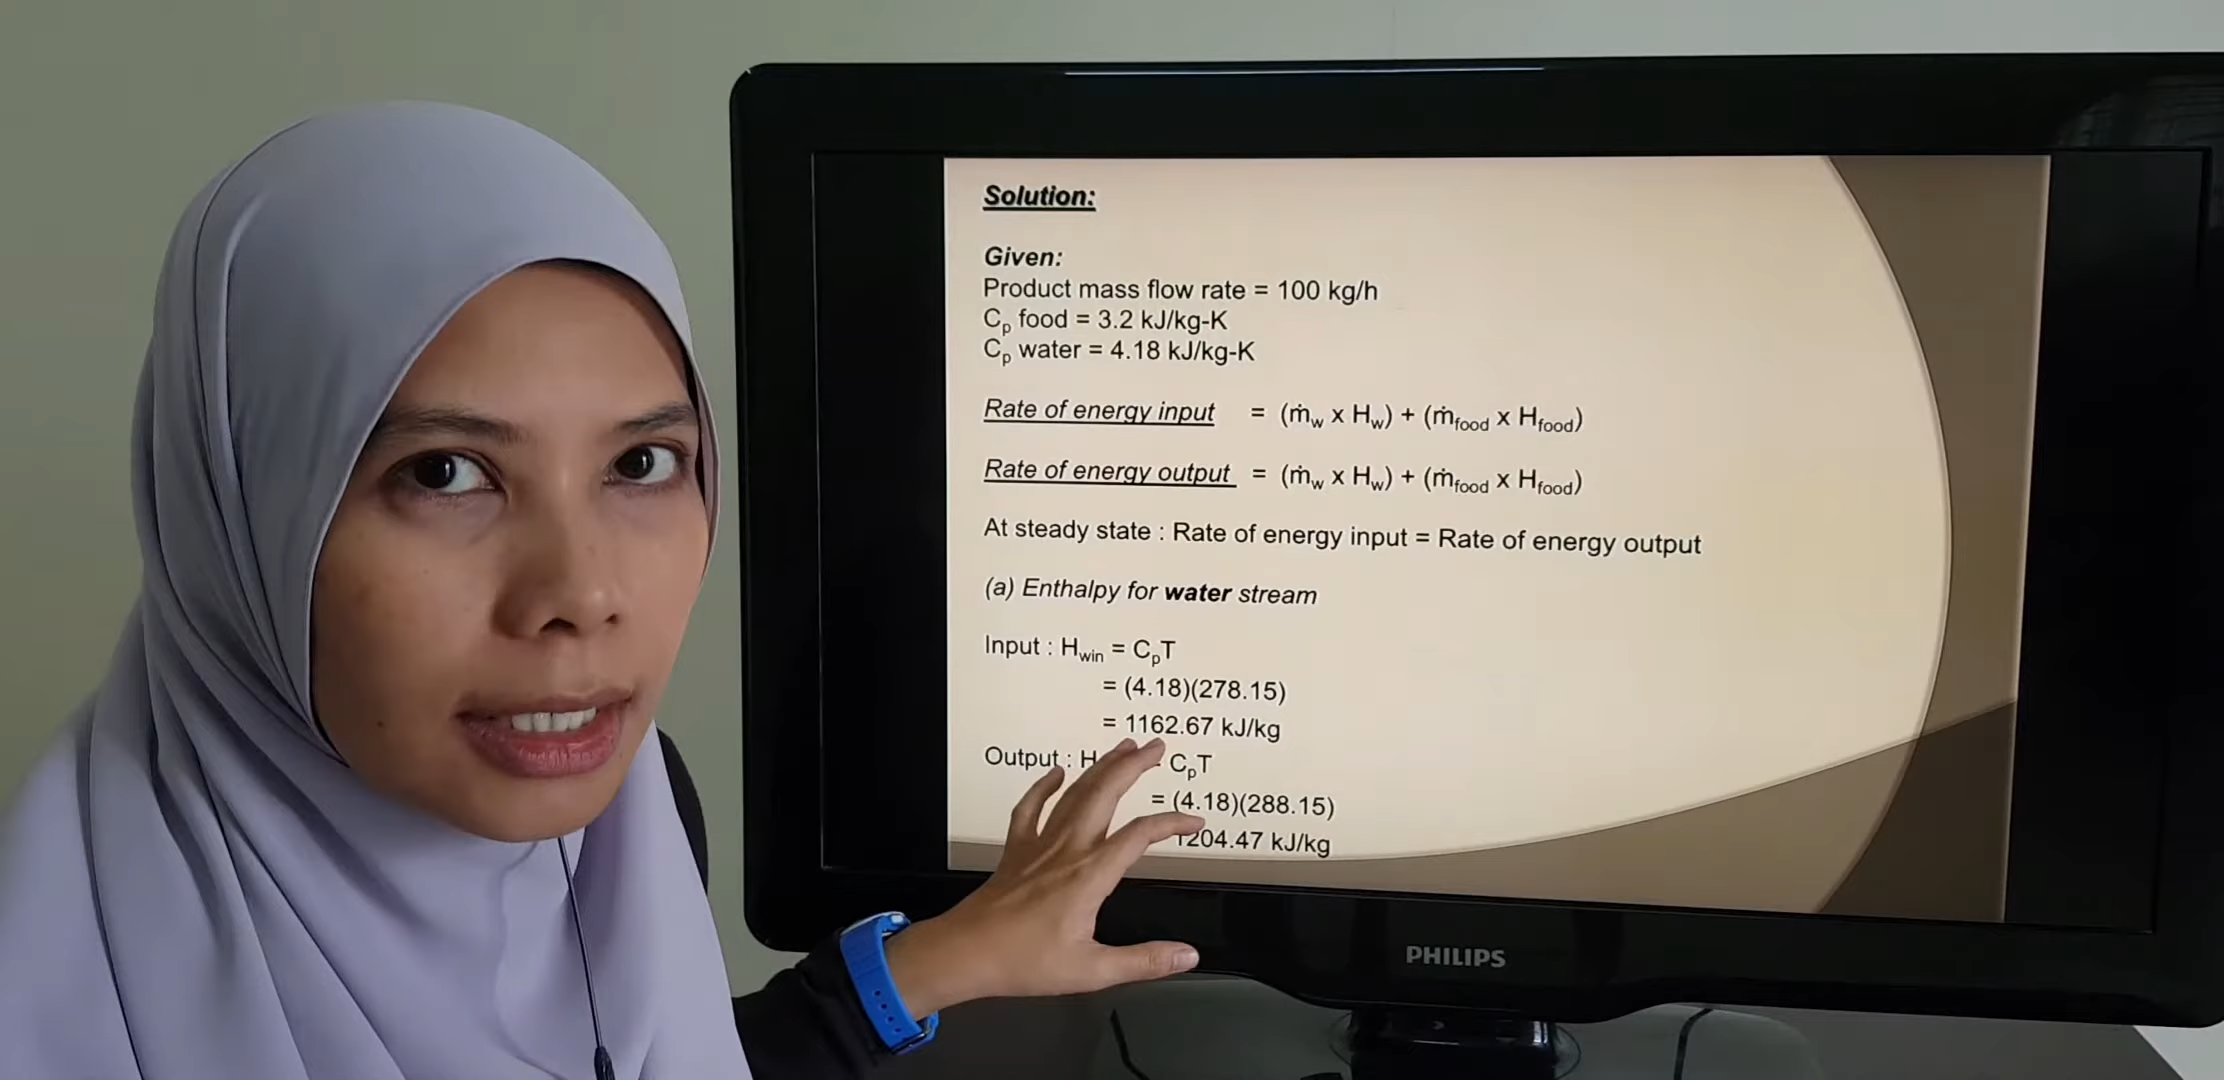 Solution:
Given:
Product mass flow rate = 100 kg/h
Cp food = 3.2 kJ/kg-K
Cp water = 4.18 kJ/kg-K
Rate of energy input = (ṁw x Hw) + (ṁfood x Hfood)
Rate of energy output = (ṁw x Hw) + (ṁfood x Hfood)
At steady state : Rate of energy input = Rate of energy output
(a) Enthalpy for water stream
Input : Hwin = CpT
= (4.18)(278.15)
= 1162.67 kJ/kg
Output : H = CpT
= (4.18)(288.15)
1204.47 kJ/kg
PHILIPS